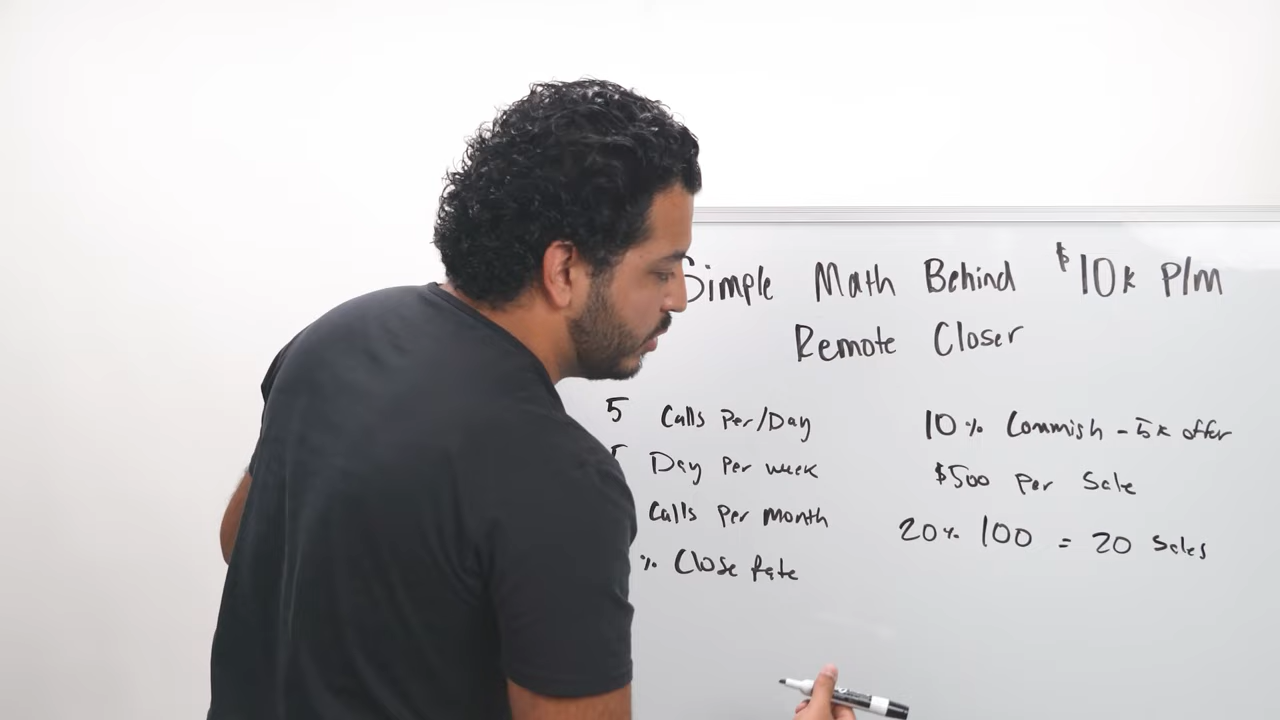 Simple Math Behind $10k P/m
Remote Closer
5 Calls Per/Day
Day Per week
Calls Per Month
% Close Rate
10% Commish - 5k offer
$500 Per Sale
20% 100 = 20 Sales